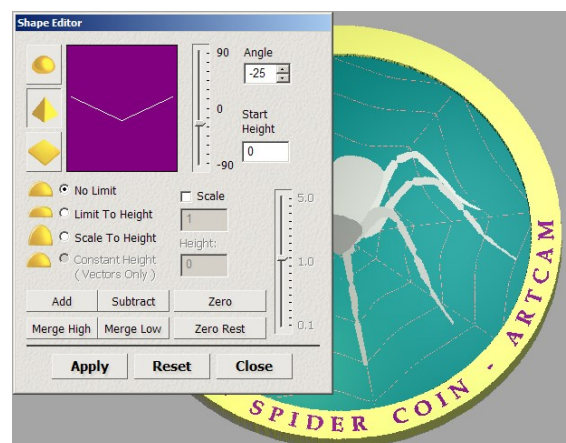 Shape Editor
90
0
-90
Angle
-25
Start
Height
0
No Limit
Limit To Height
Scale To Height
Constant Height
( Vectors Only )
Scale
1
Height:
0
5.0
1.0
0.1
Add Subtract Zero
Merge High Merge Low Zero Rest
Apply Reset Close
SPIDER COIN - ARTCAM